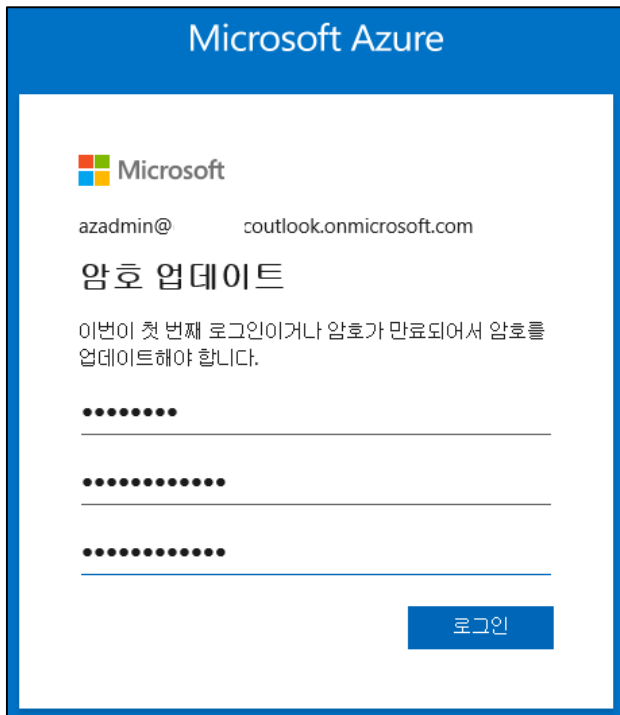 Microsoft Azure
Microsoft
azadmin@ coutlook.onmicrosoft.com
암호 업데이트
이번이 첫 번째 로그인이거나 암호가 만료되어서 암호를
업데이트해야 합니다.
••••••••
••••••••••••
••••••••••••
로그인